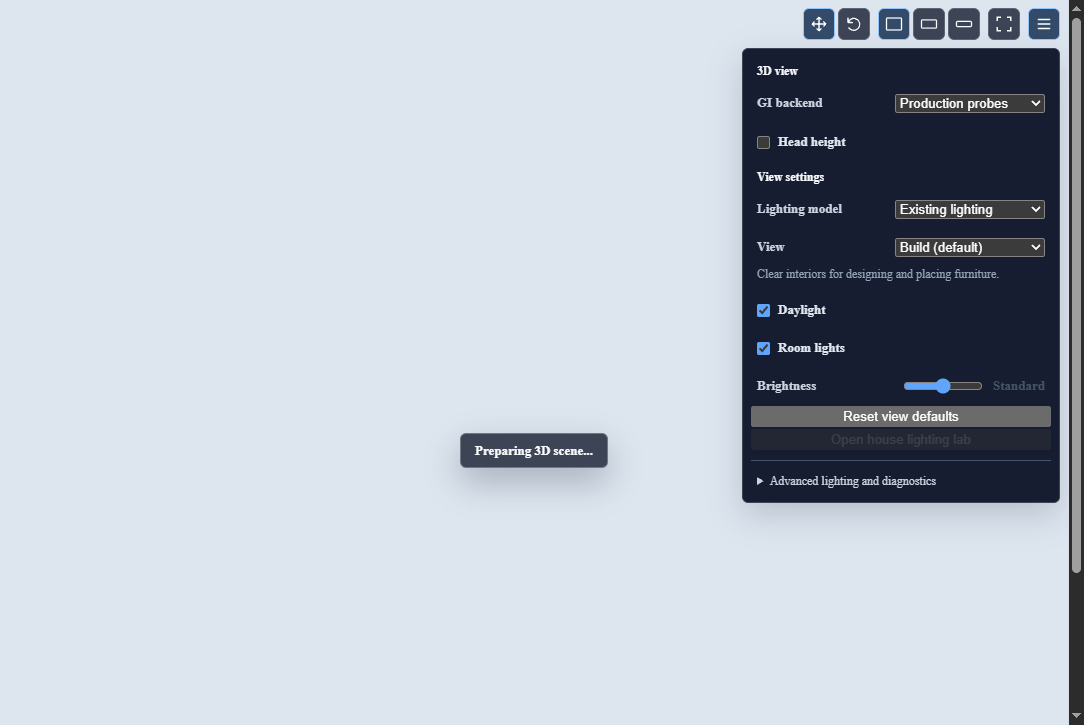 3D view
GI backend
Production probes
Head height
View settings
Lighting model
Existing lighting
View
Build (default)
Clear interiors for designing and placing furniture.
Daylight
Room lights
Brightness
Standard
Reset view defaults
Open house lighting lab
Preparing 3D scene...
Advanced lighting and diagnostics